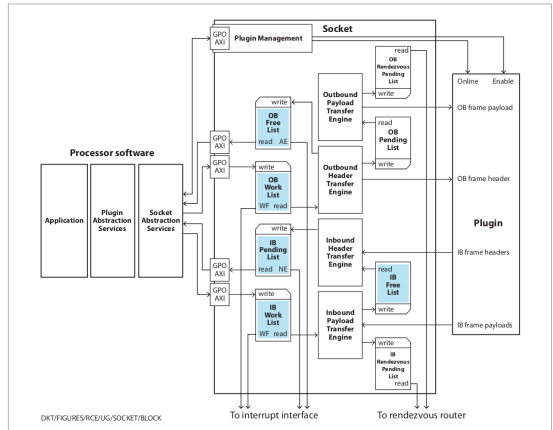 Socket
GPO
AXI
Plugin Management
read
OB
Rendezvous
Pending
List
write
Online
Enable
write
OB
Free
List
read AE
Outbound
Payload
Transfer
Engine
OB frame payload
read
OB
Pending
List
write
Processor software
Application
Plugin
Abstraction
Services
Socket
Abstraction
Services
GPO
AXI
GPO
AXI
write
OB
Work
List
WF read
Outbound
Header
Transfer
Engine
OB frame header
Plugin
write
IB
Pending
List
read NE
Inbound
Header
Transfer
Engine
IB frame headers
read
IB
Free
List
write
GPO
AXI
GPO
AXI
write
IB
Work
List
WF read
Inbound
Payload
Transfer
Engine
IB frame payloads
write
IB
Rendezvous
Pending
List
read
DKT/FIGURES/RCE/UG/SOCKET/BLOCK
To interrupt interface
To rendezvous router